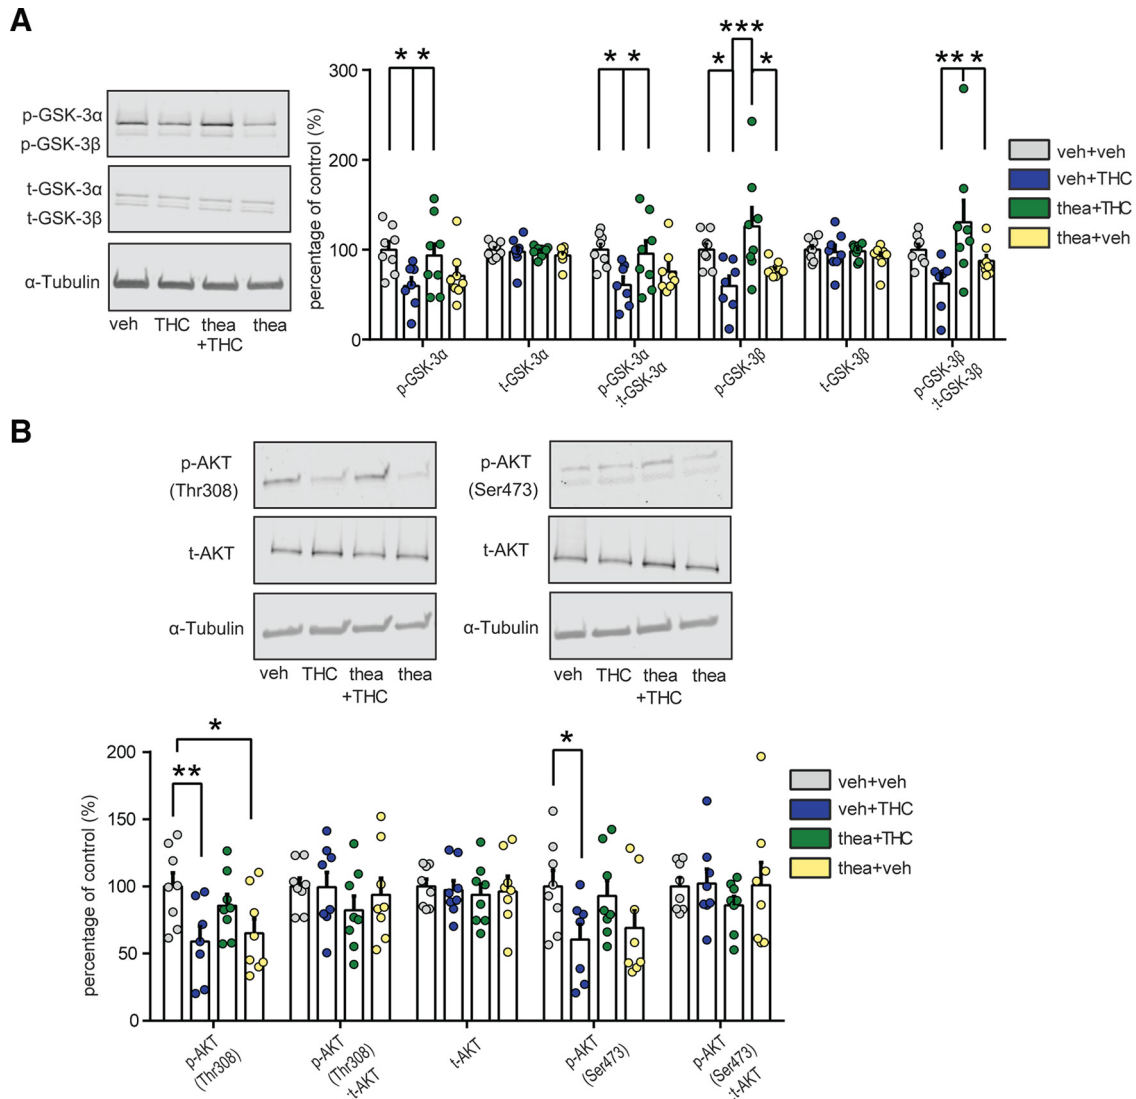 A
p-GSK-3α
p-GSK-3β
t-GSK-3α
t-GSK-3β
α-Tubulin
veh THC thea thea
+THC
percentage of control (%)
300
200
100
0
* *
* *
*
***
*
***
p-GSK-3α
t-GSK-3α
p-GSK-3α
:t-GSK-3α
p-GSK-3β
t-GSK-3β
p-GSK-3β
:t-GSK-3β
veh+veh
veh+THC
thea+THC
thea+veh
B
p-AKT
(Thr308)
t-AKT
α-Tubulin
veh THC thea thea
+THC
p-AKT
(Ser473)
t-AKT
α-Tubulin
veh THC thea thea
+THC
percentage of control (%)
200
150
100
50
0
*
**
*
p-AKT
(Thr308)
p-AKT
(Thr308)
:t-AKT
t-AKT
p-AKT
(Ser473)
p-AKT
(Ser473)
:t-AKT
veh+veh
veh+THC
thea+THC
thea+veh